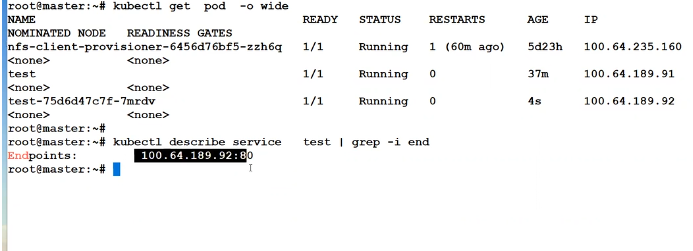 root@master:~# kubectl get  pod  -o wide
NAME                                        READY   STATUS    RESTARTS      AGE     IP
NOMINATED NODE   READINESS GATES
nfs-client-provisioner-6456d76bf5-zzh6q   1/1     Running   1 (60m ago)   5d23h   100.64.235.160
<none>           <none>
test                                        1/1     Running   0             37m     100.64.189.91
<none>           <none>
test-75d6d47c7f-7mrdv                       1/1     Running   0             4s      100.64.189.92
<none>           <none>
root@master:~#
root@master:~# kubectl describe service   test | grep -i end
Endpoints:         100.64.189.92:80
root@master:~#